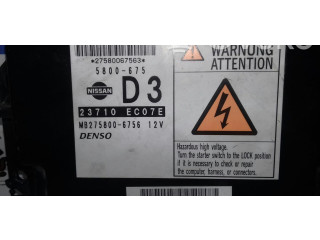 *27580067563*
5800-675
NISSAN
D3
23710 EC07E
MB275800-6756 12V
DENSO
WARNUNG
ATTENTION
Hazardous high voltage.
Turn the starter switch to the LOCK position
if it is necessary to check or repair
the computer, harness, or connecters.